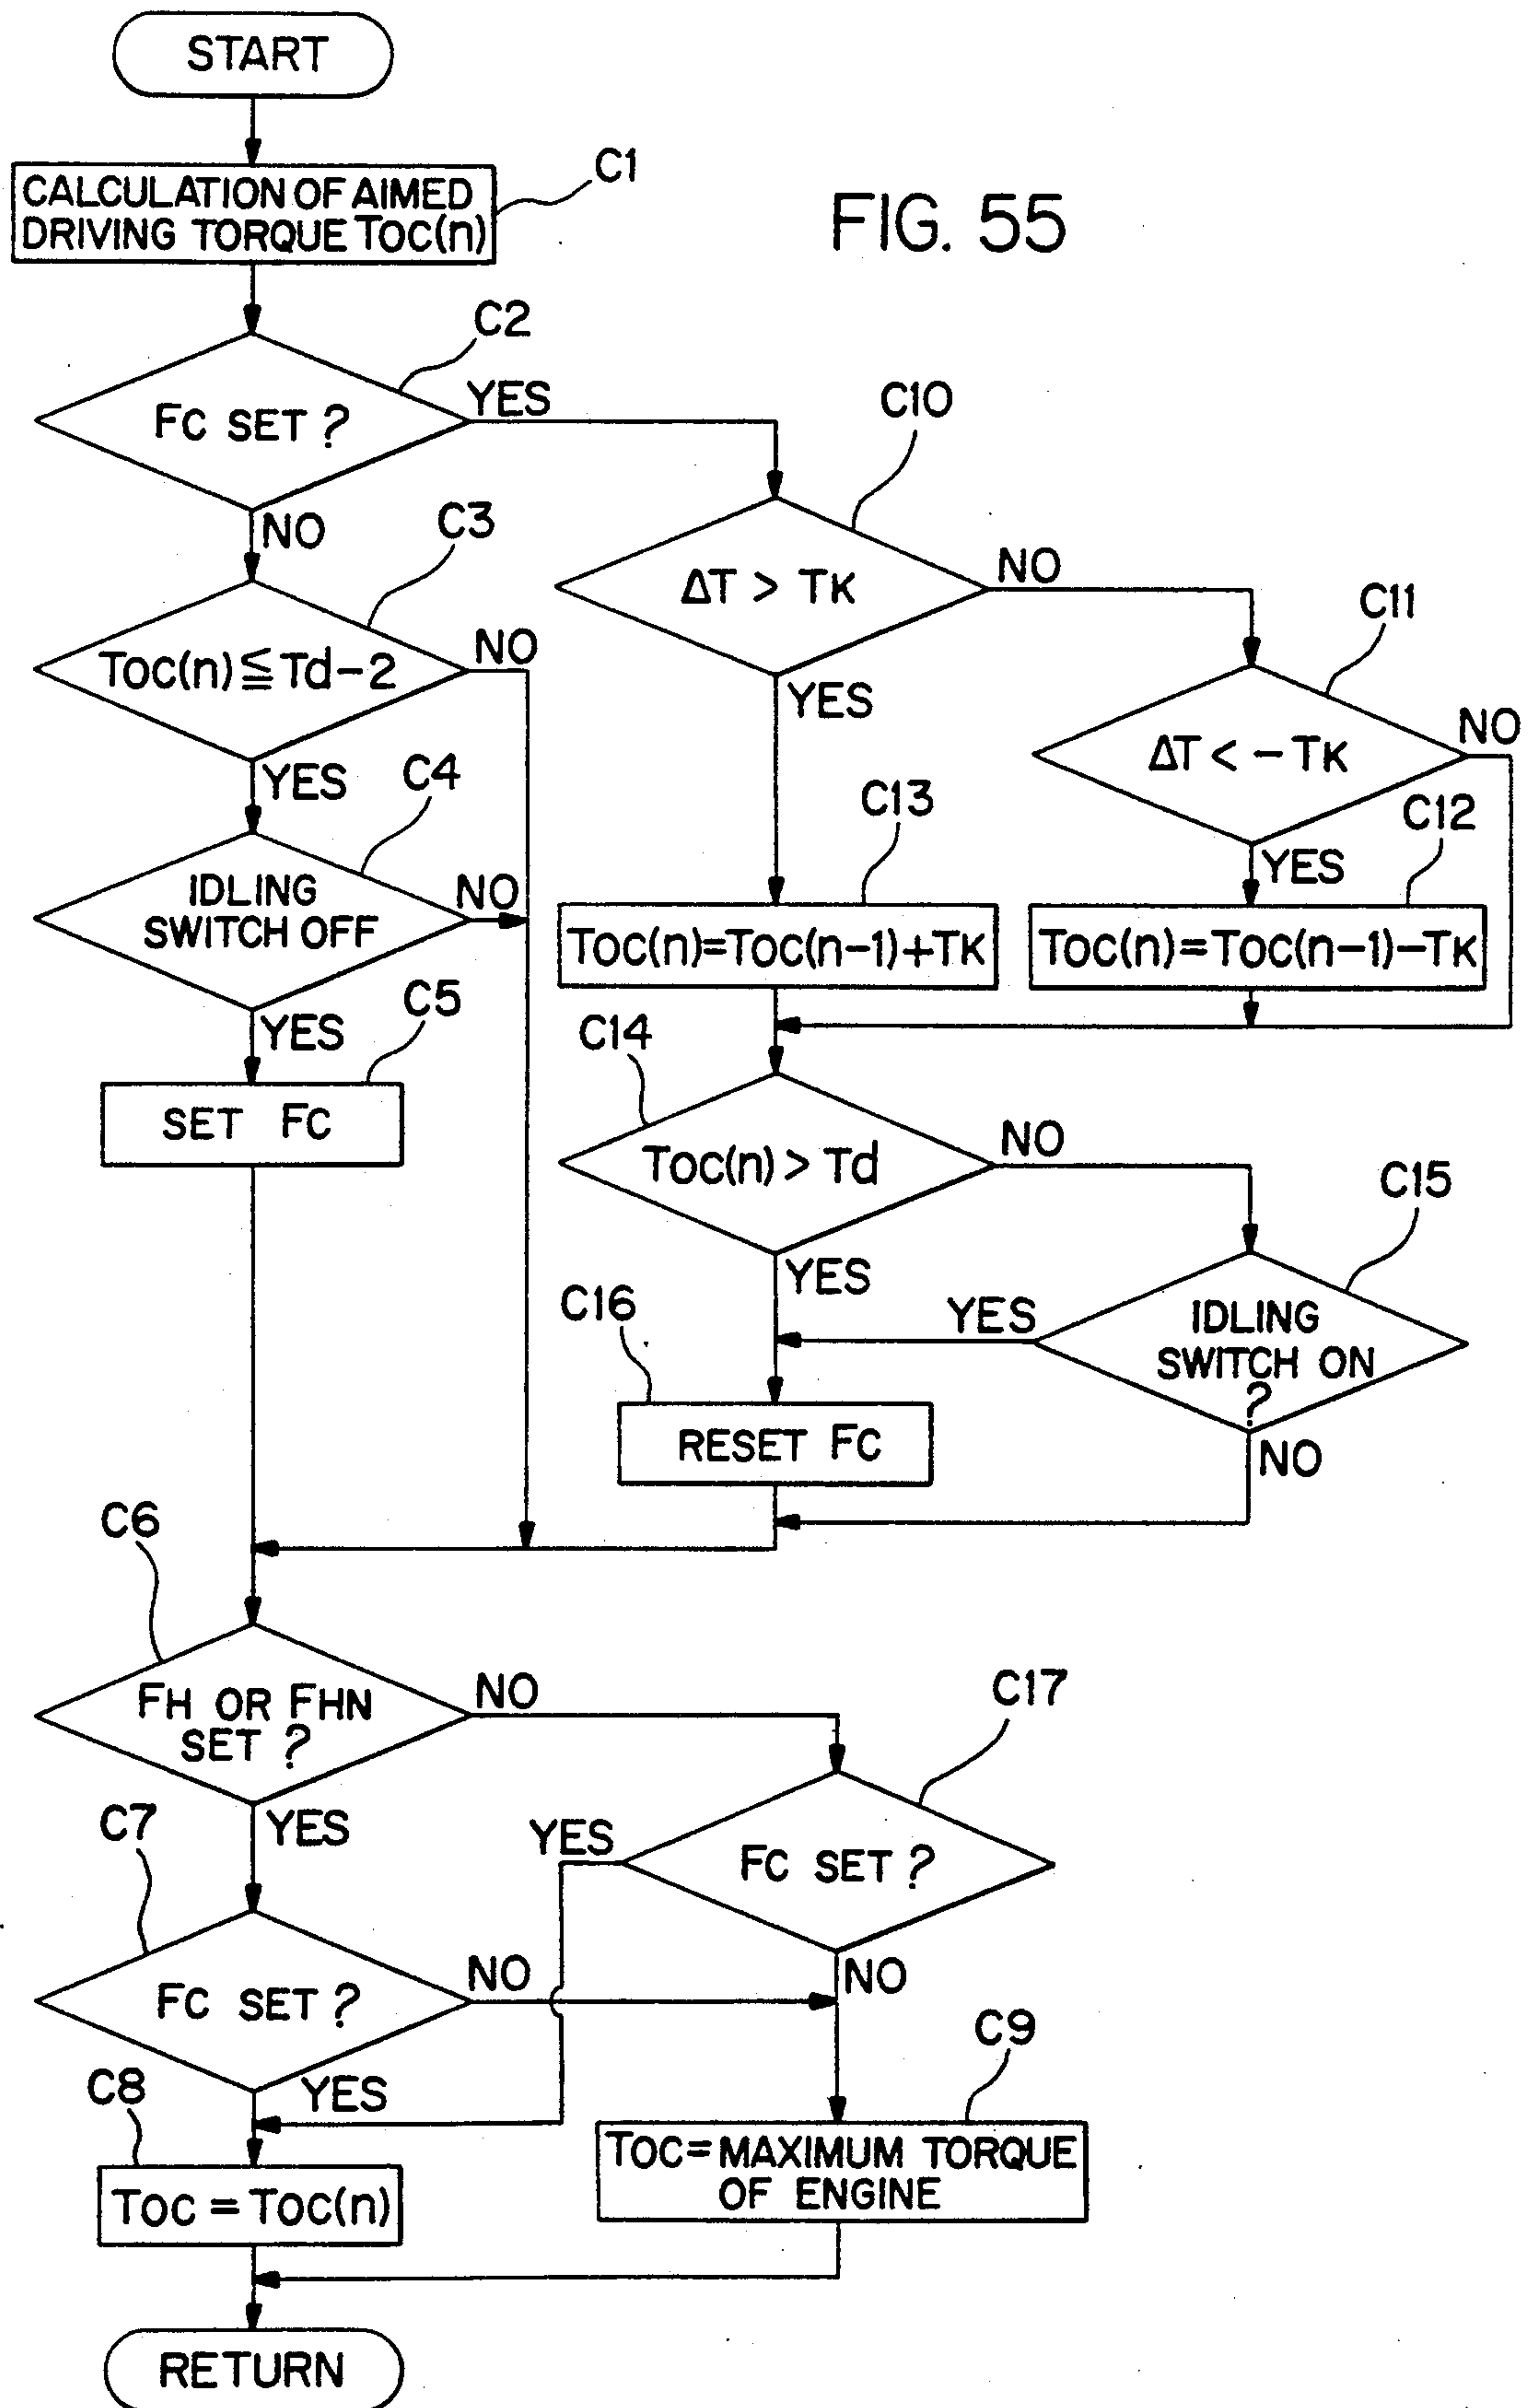 START
C1
CALCULATION OF AIMED
DRIVING TORQUE TOC(n)
FIG. 55
C2
FC SET ?
YES
NO
C10
ΔT > TK
NO
YES
C3
TOC(n) ≦ Td-2
NO
YES
C11
ΔT < - TK
NO
YES
C4
IDLING
SWITCH OFF
NO
YES
C13
TOC(n)=TOC(n-1)+TK
C12
TOC(n)=TOC(n-1)-TK
C5
SET FC
C14
TOC(n) > Td
NO
YES
C15
IDLING
SWITCH ON
?
YES
NO
C16
RESET FC
C6
FH OR FHN
SET ?
NO
YES
C17
FC SET ?
YES
NO
C7
FC SET ?
NO
YES
C8
TOC = TOC(n)
C9
TOC = MAXIMUM TORQUE
OF ENGINE
RETURN